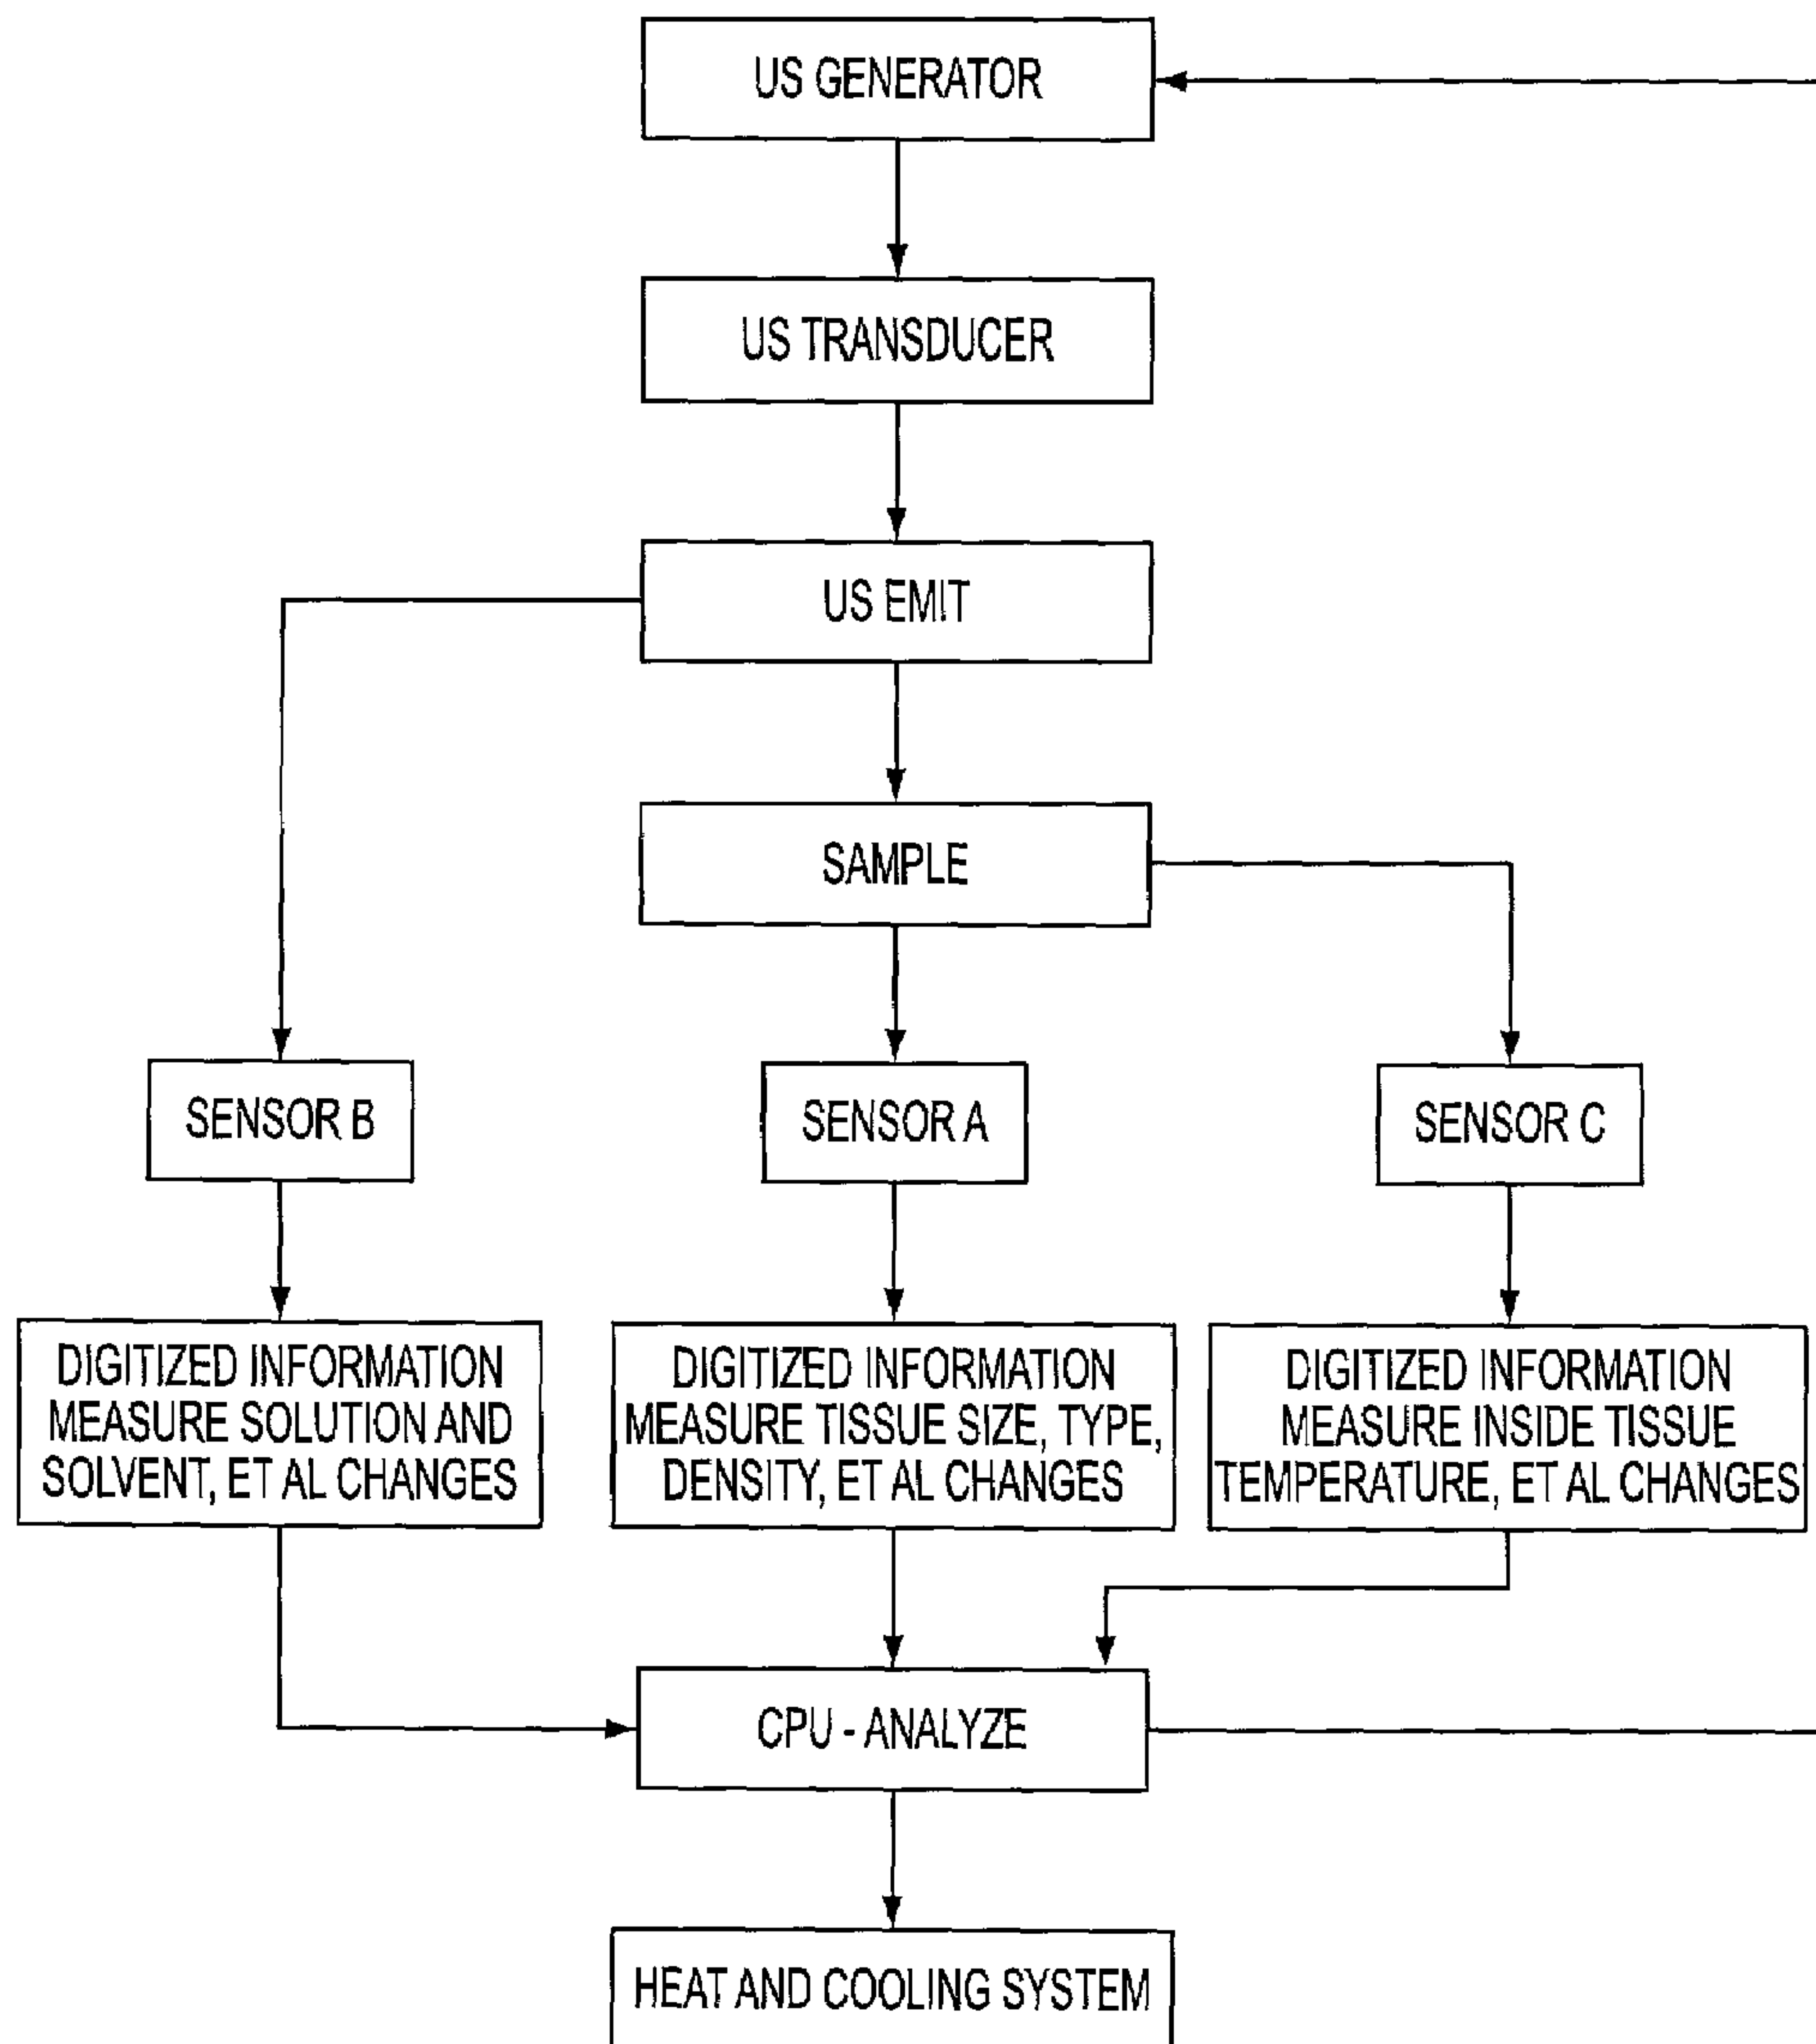 US GENERATOR
US TRANSDUCER
US EMIT
SAMPLE
SENSOR B
SENSOR A
SENSOR C
DIGITIZED INFORMATION
MEASURE SOLUTION AND
SOLVENT, ET AL CHANGES
DIGITIZED INFORMATION
MEASURE TISSUE SIZE, TYPE,
DENSITY, ET AL CHANGES
DIGITIZED INFORMATION
MEASURE INSIDE TISSUE
TEMPERATURE, ET AL CHANGES
CPU - ANALYZE
HEAT AND COOLING SYSTEM